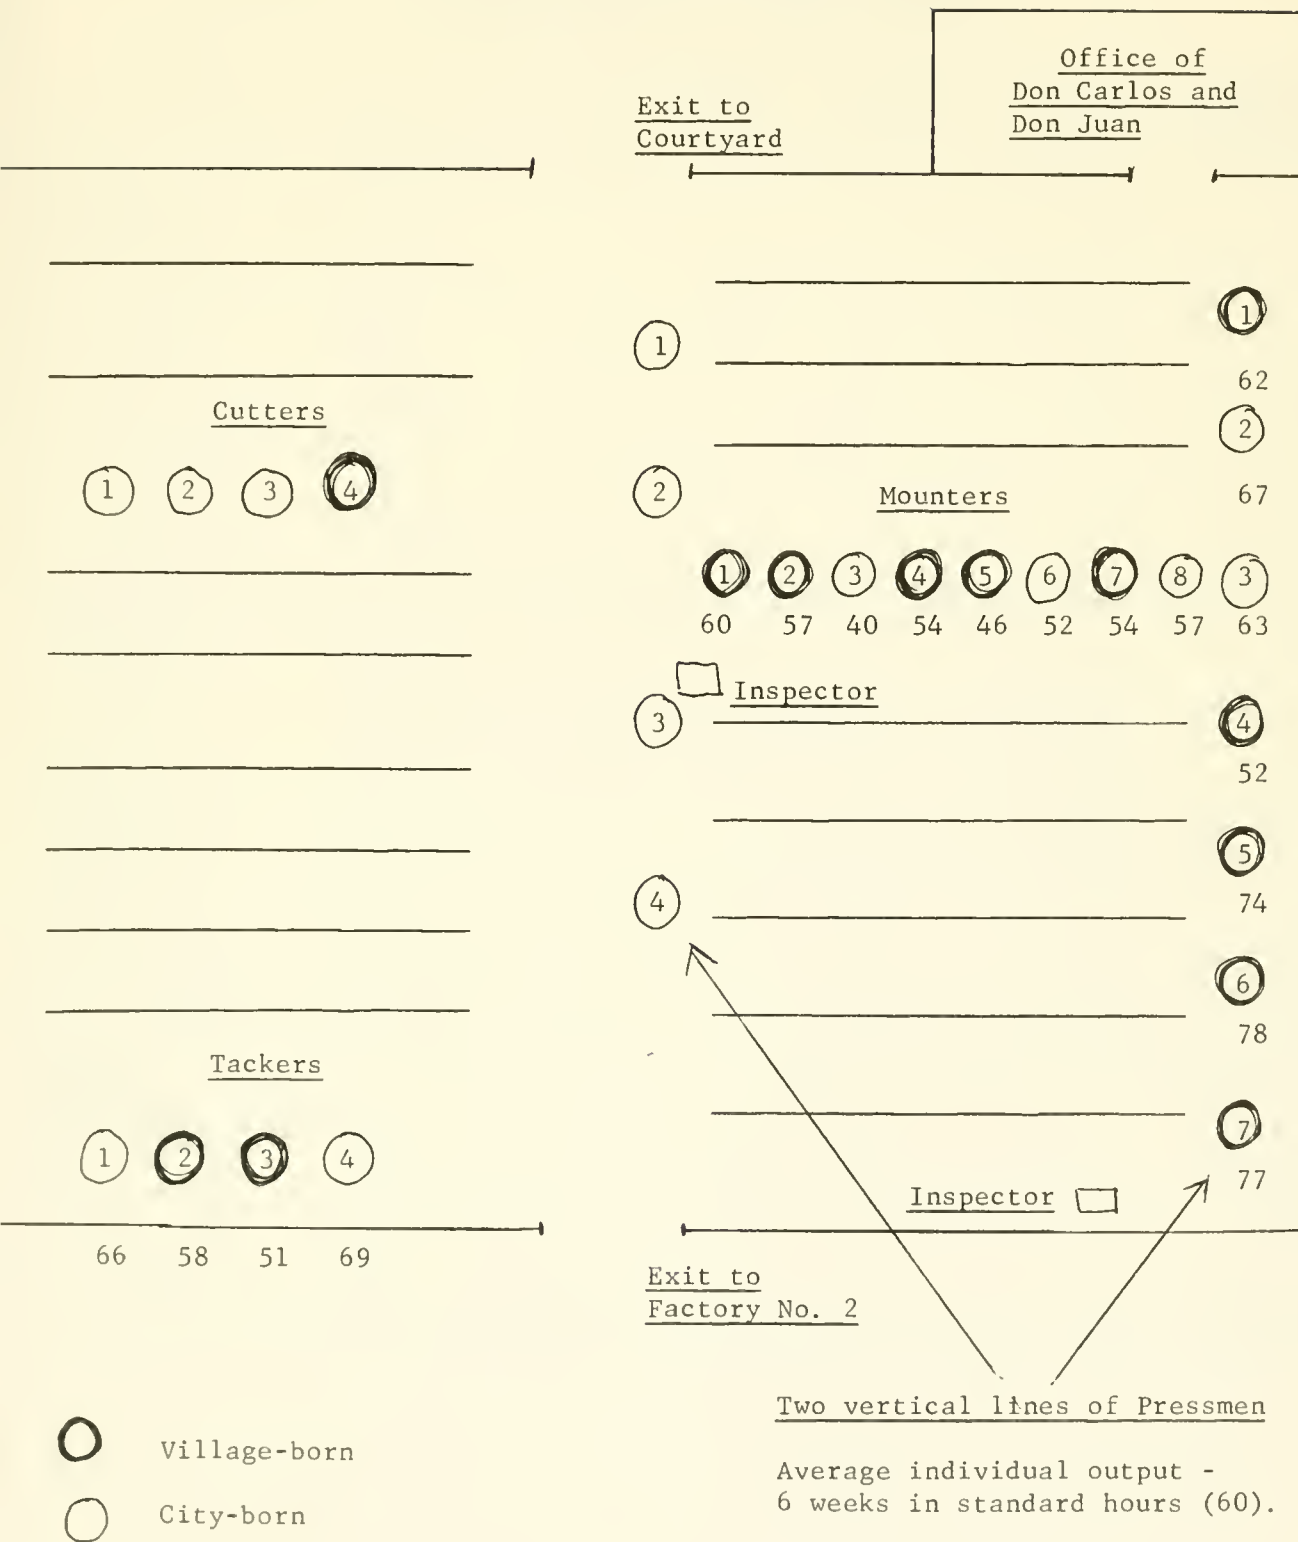 Office of
Don Carlos and
Don Juan
Exit to
Courtyard
1
1
62
Cutters
2
1 2 3 4
2
Mounters
67
1 2 3 4 5 6 7 8 3
60 57 40 54 46 52 54 57 63
Inspector
3
4
52
5
4
74
6
78
Tackers
1 2 3 4
7
77
Inspector
66 58 51 69
Exit to
Factory No. 2
Two vertical lines of Pressmen
Village-born
Average individual output -
6 weeks in standard hours (60).
City-born